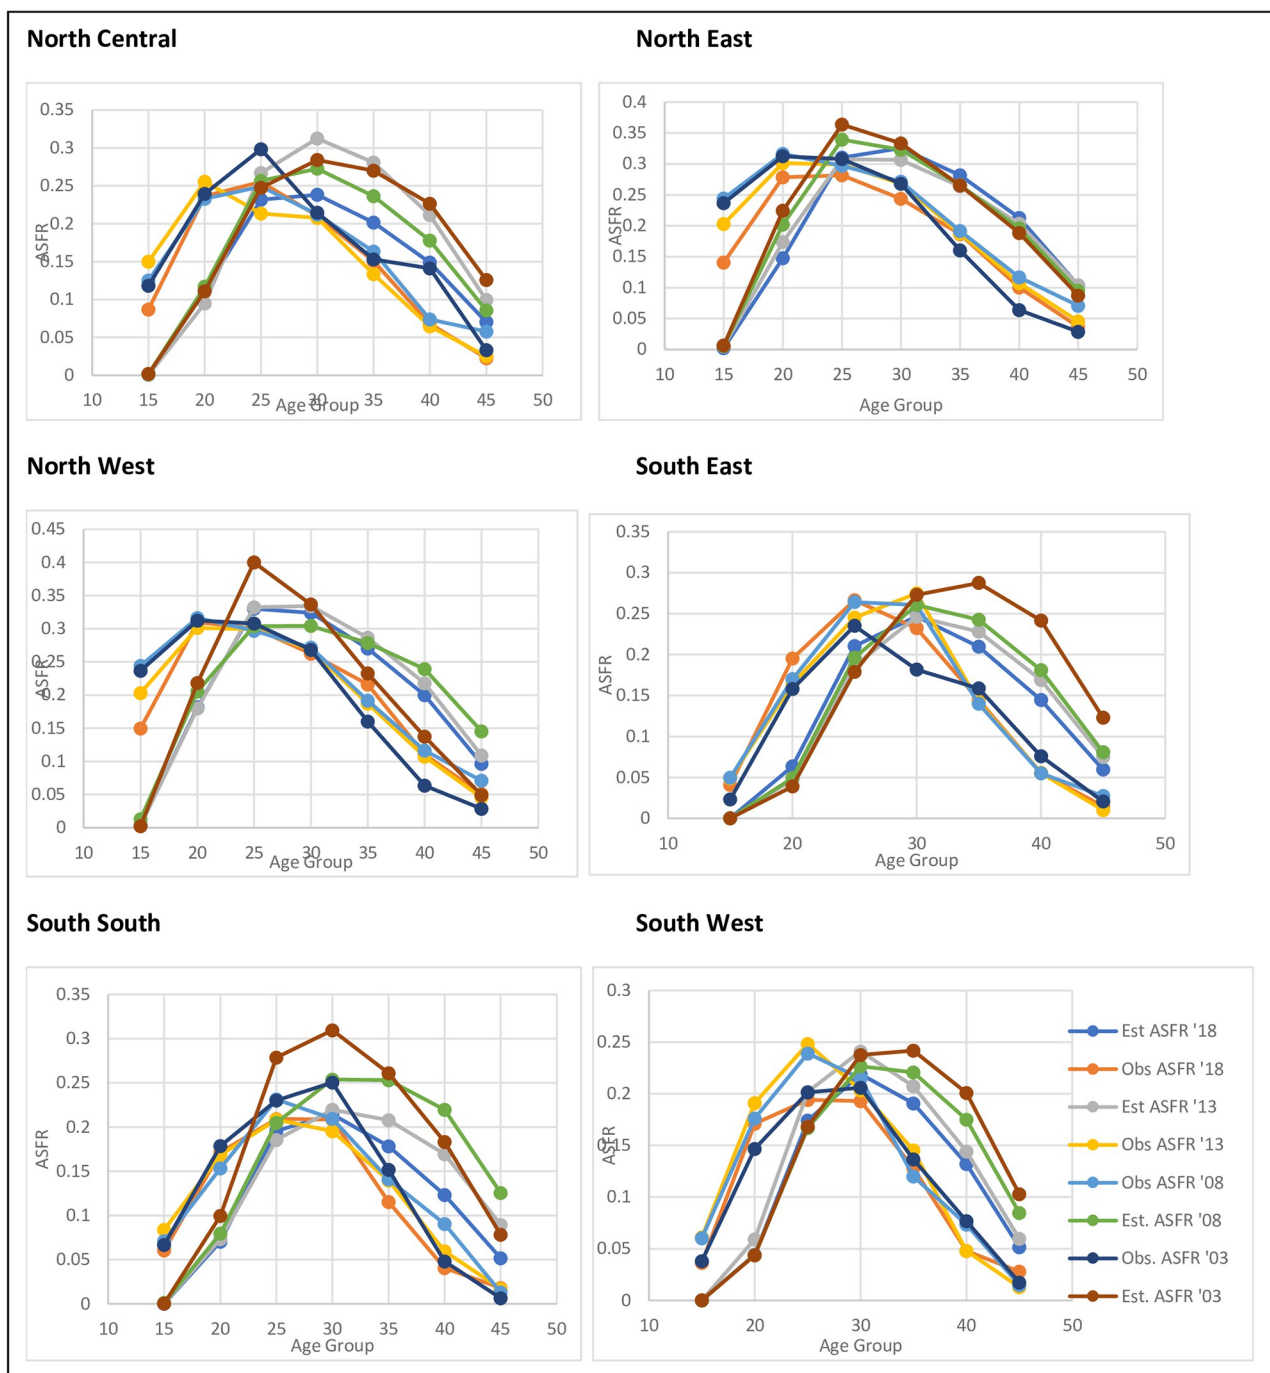 North Central
North East
0.35
0.3
0.25
0.2
0.15
0.1
0.05
0
ASFR
10 15 20 25 30 35 40 45 50
Age Group
0.4
0.35
0.3
0.25
0.2
0.15
0.1
0.05
0
ASFR
10 15 20 25 30 35 40 45 50
Age Group
North West
South East
0.45
0.4
0.35
0.3
0.25
0.2
0.15
0.1
0.05
0
ASFR
10 15 20 25 30 35 40 45 50
Age Group
0.35
0.3
0.25
0.2
0.15
0.1
0.05
0
ASFR
10 20 30 40 50
Age Group
South South
South West
0.35
0.3
0.25
0.2
0.15
0.1
0.05
0
ASFR
10 15 20 25 30 35 40 45 50
Age Group
0.3
0.25
0.2
0.15
0.1
0.05
0
ASFR
10 20 30 40 50
Age Group
Est ASFR '18
Obs ASFR '18
Est ASFR '13
Obs ASFR '13
Obs ASFR '08
Est. ASFR '08
Obs. ASFR '03
Est. ASFR '03